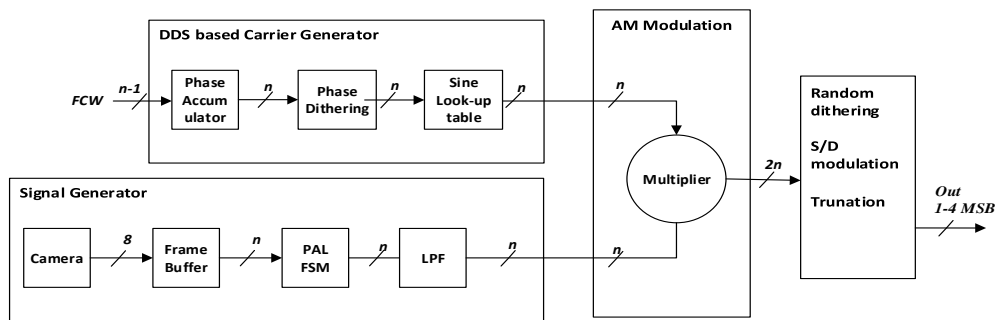 DDS based Carrier Generator
FCW
n-1
Phase
Accum
ulator
n
Phase
Dithering
n
Sine
Look-up
table
n
Signal Generator
Camera
8
Frame
Buffer
n
PAL
FSM
n
LPF
n
AM Modulation
n
Multiplier
n
2n
Random
dithering
S/D
modulation
Trunation
Out
1-4 MSB